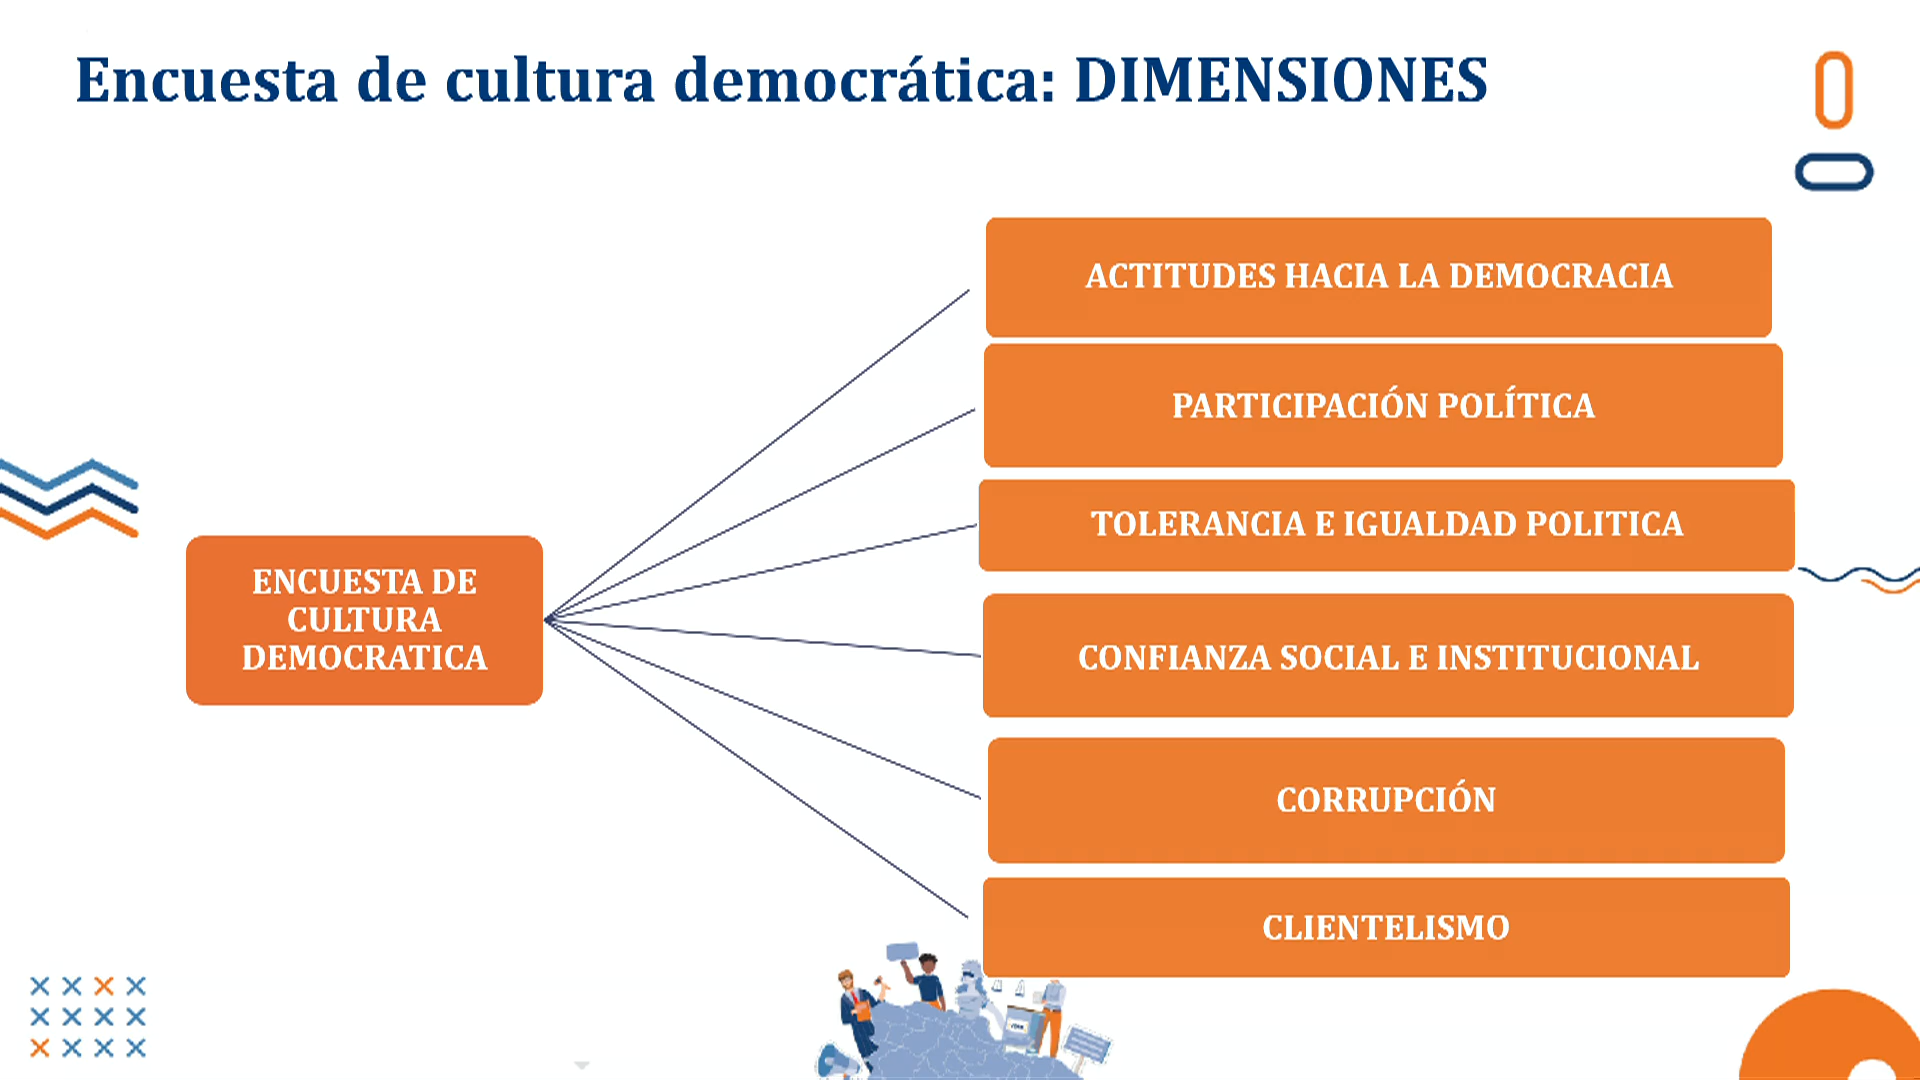 Encuesta de cultura democrática: DIMENSIONES
ACTITUDES HACIA LA DEMOCRACIA
PARTICIPACIÓN POLÍTICA
TOLERANCIA E IGUALDAD POLITICA
ENCUESTA DE
CULTURA
DEMOCRATICA
CONFIANZA SOCIAL E INSTITUCIONAL
CORRUPCIÓN
CLIENTELISMO